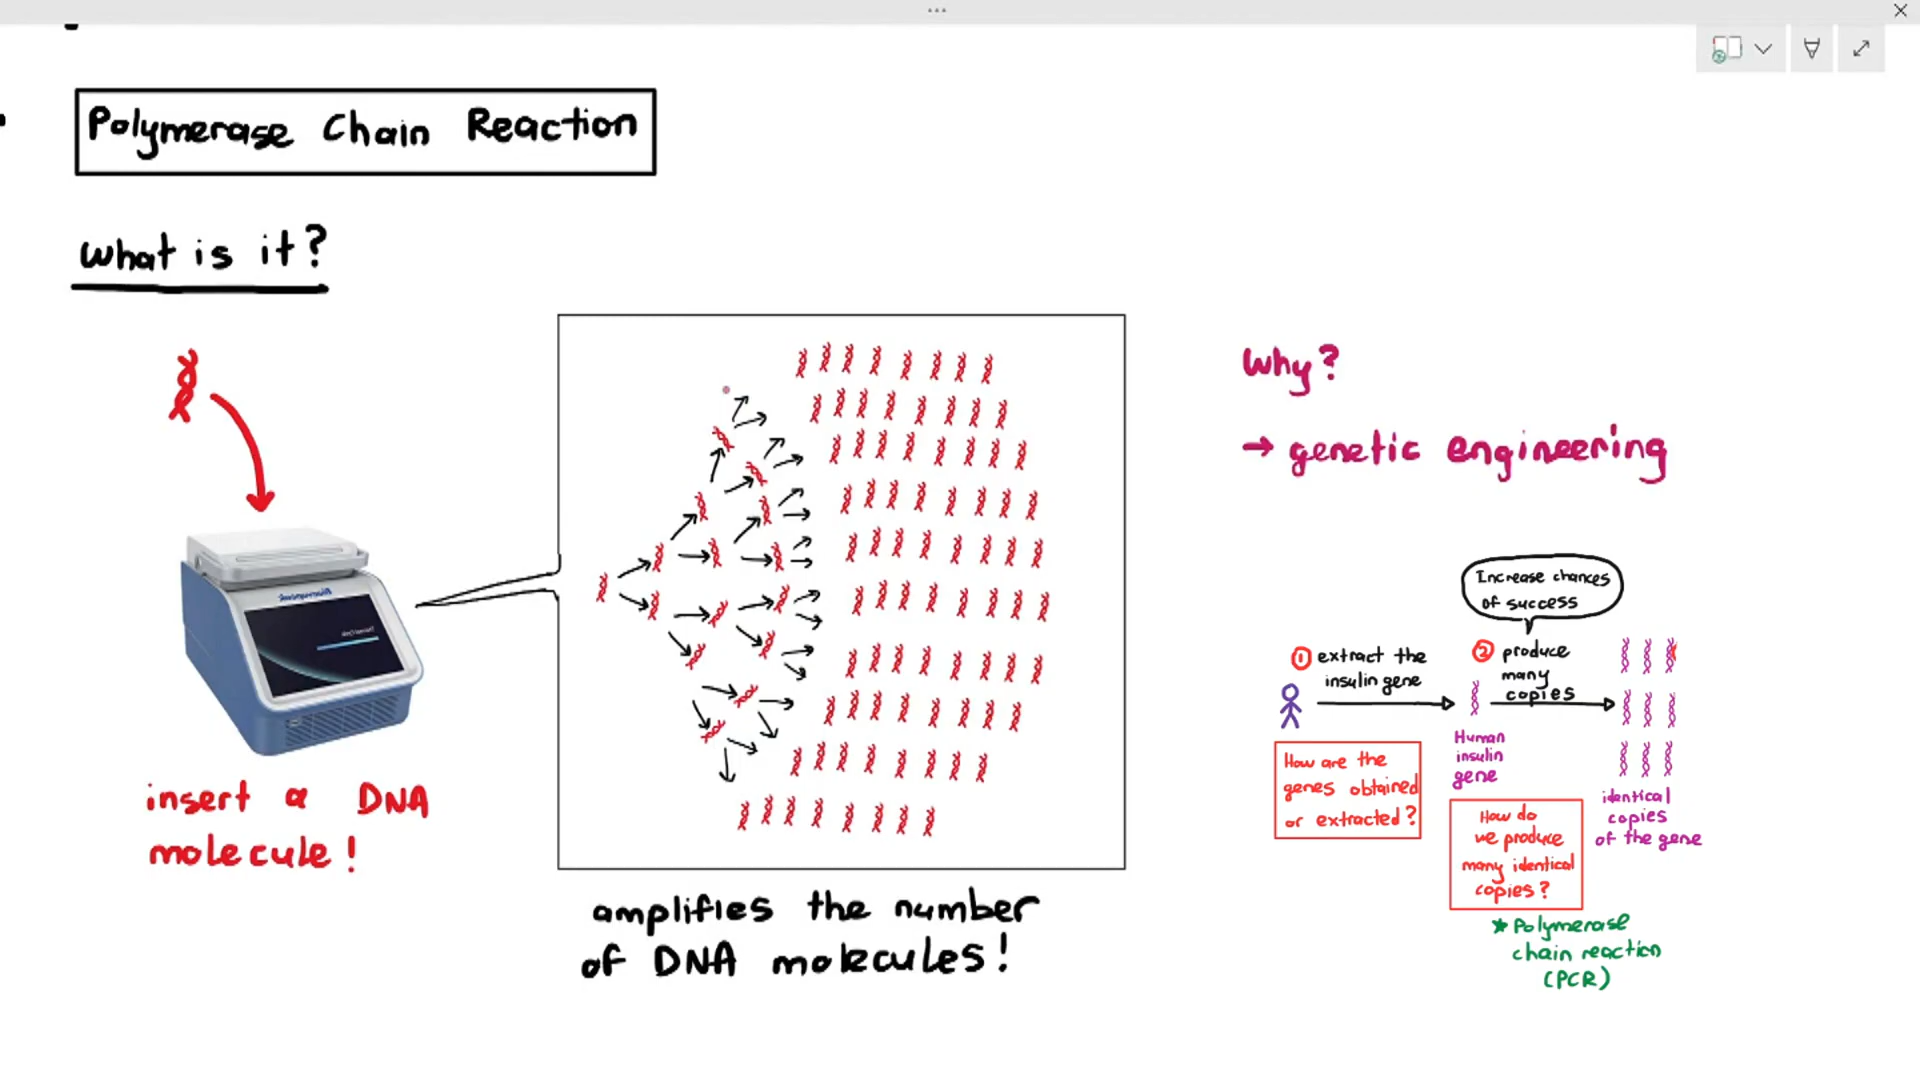 Polymerase Chain Reaction
What is it?
insert a DNA
molecule!
amplifies the number
of DNA molecules!
Why?
→ genetic engineering
Increase chances
of success
① extract the
insulin gene
② produce
many
copies
Human
insulin
gene
identical
copies
of the gene
How are the
genes obtained
or extracted?
How do
we produce
many identical
copies?
★ Polymerase
chain reaction
(PCR)